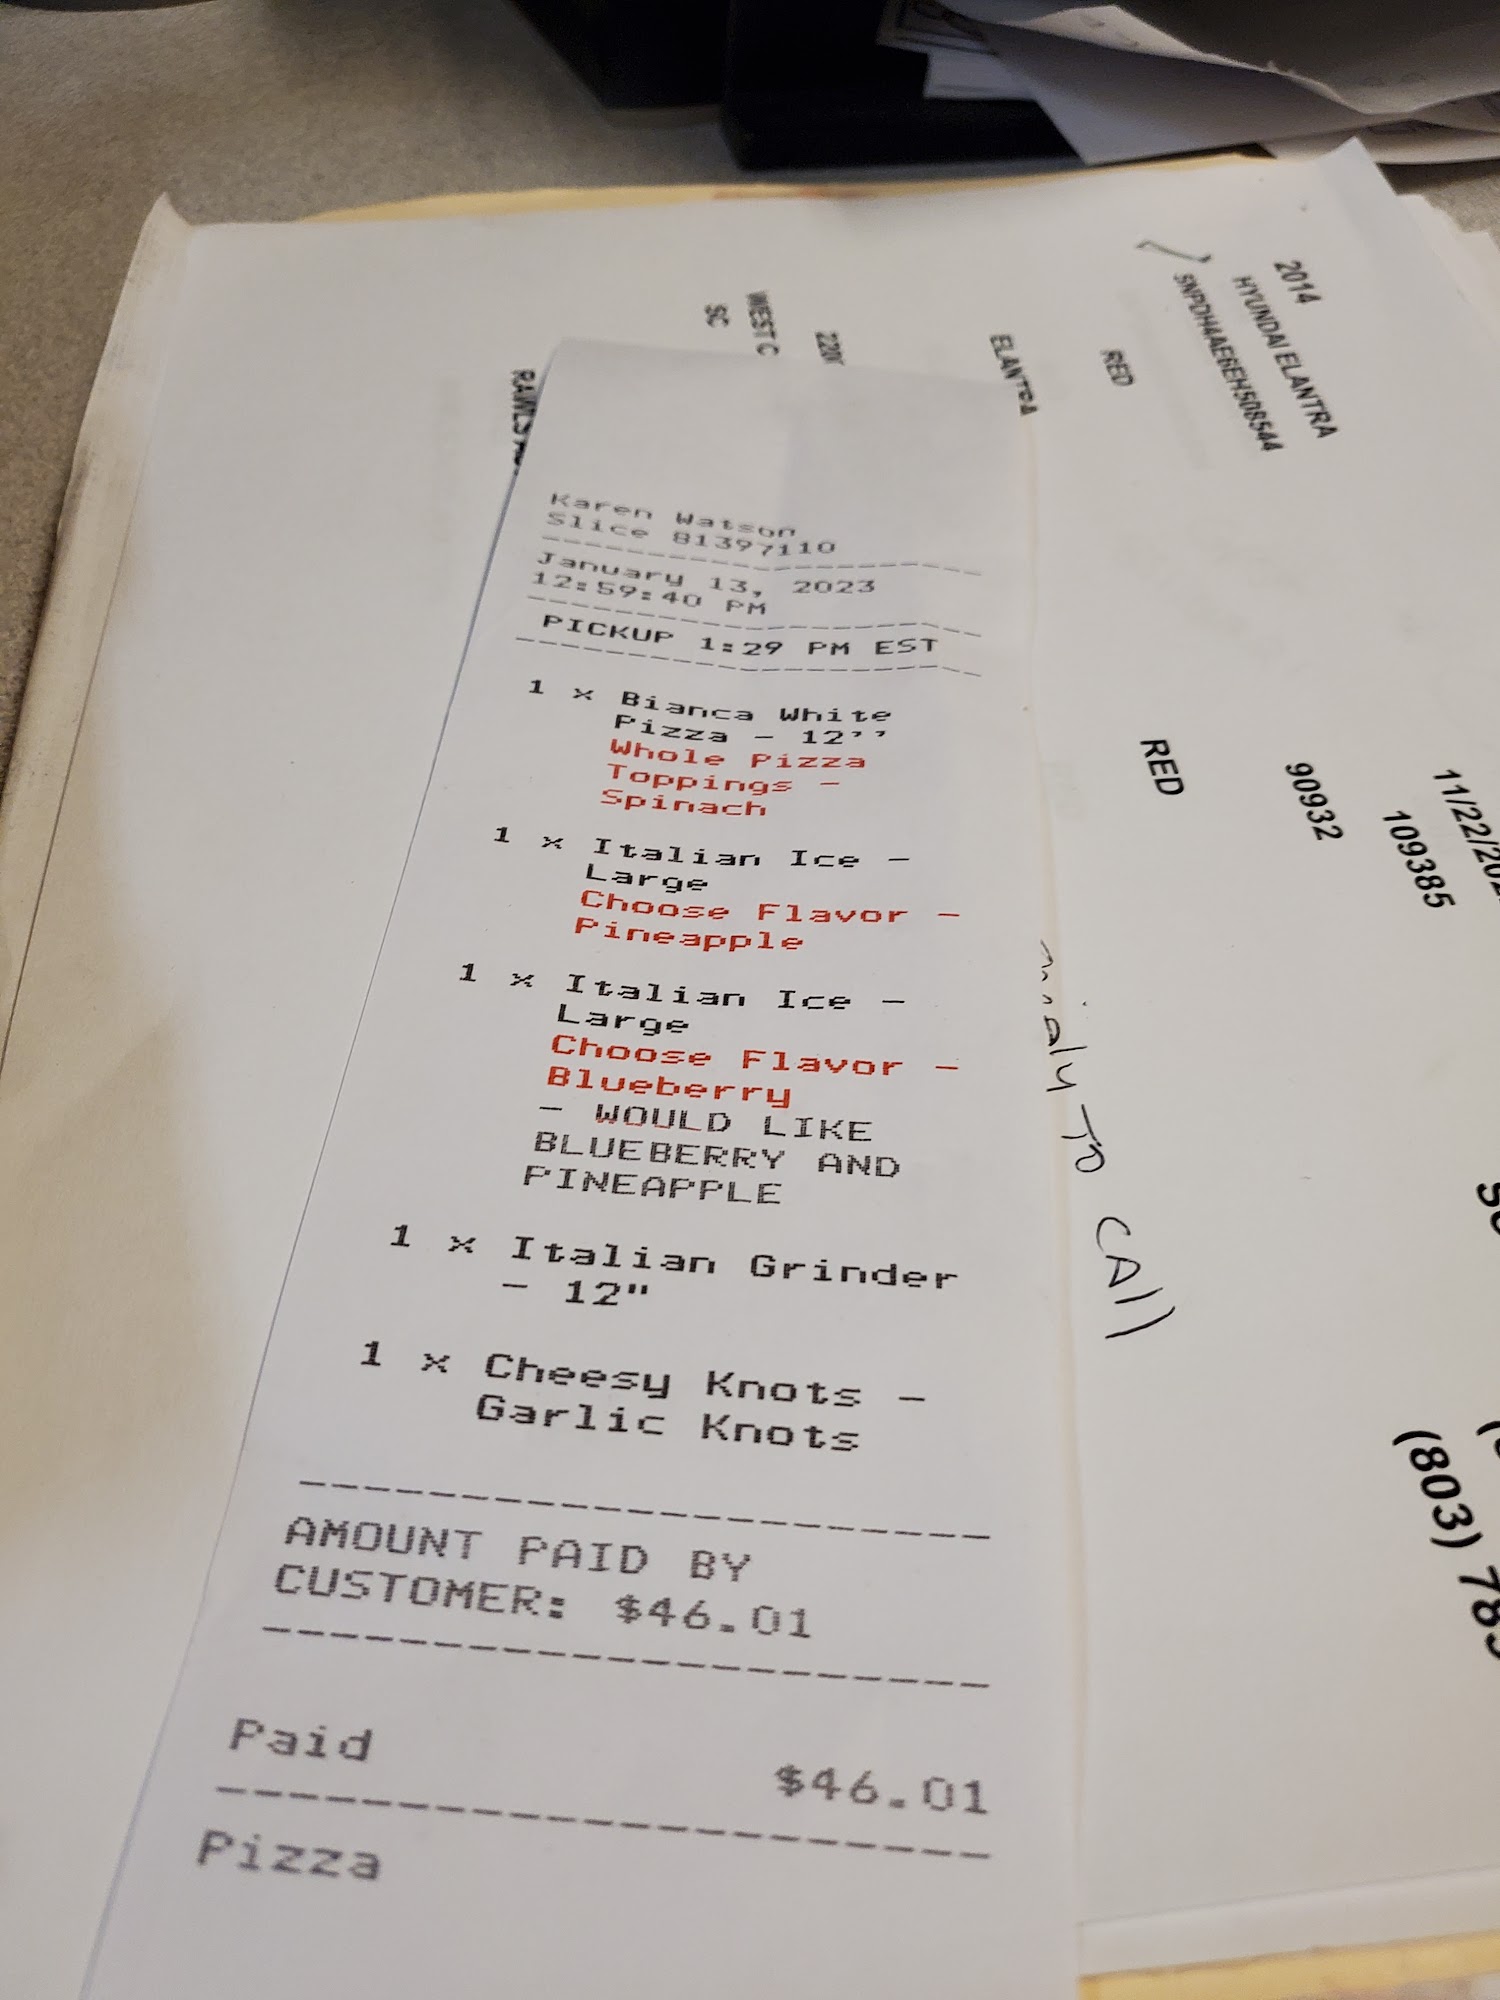 Karen Watson
Slice 81397110
January 13, 2023
12:59:40 PM
PICKUP 1:29 PM EST
1 x Bianca White
Pizza - 12’’
Whole Pizza
Toppings -
Spinach
1 x Italian Ice -
Large
Choose Flavor -
Pineapple
1 x Italian Ice -
Large
Choose Flavor -
Blueberry
- WOULD LIKE
BLUEBERRY AND
PINEAPPLE
1 x Italian Grinder
- 12"
1 x Cheesy Knots -
Garlic Knots
AMOUNT PAID BY
CUSTOMER: $46.01
Paid $46.01
Pizza
2014
HYUNDAI ELANTRA
RED
ELANTRA
WEST C
SC
RED
90932
109385
TO CAll
(803)